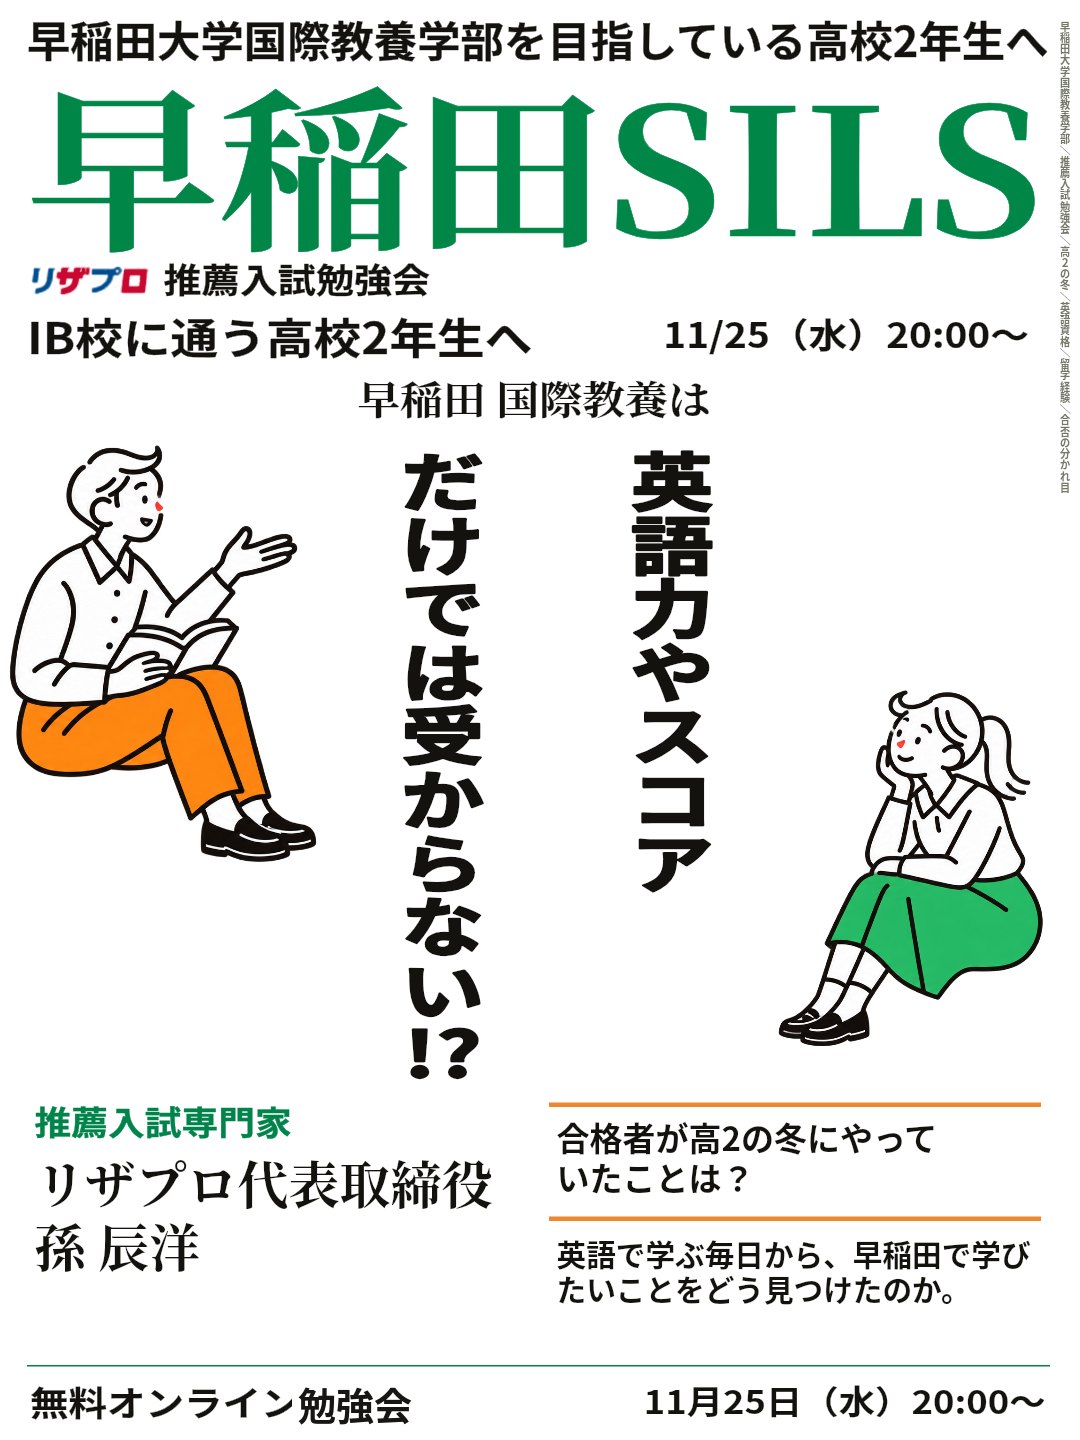 早稲田大学国際教養学部を目指している高校2年生へ
早稲田SILS
リザプロ 推薦入試勉強会
IB校に通う高校2年生へ
11/25（水）20:00〜
早稲田 国際教養は
英語力やスコア
だけでは受からない!?
推薦入試専門家
リザプロ代表取締役
孫 辰洋
合格者が高2の冬にやって
いたことは？
英語で学ぶ毎日から、早稲田で学び
たいことをどう見つけたのか。
無料オンライン勉強会
11月25日（水）20:00〜
早稲田大学国際教養学部／推薦入試勉強会／高2の冬／英語資格／留学経験／合否の分かれ目